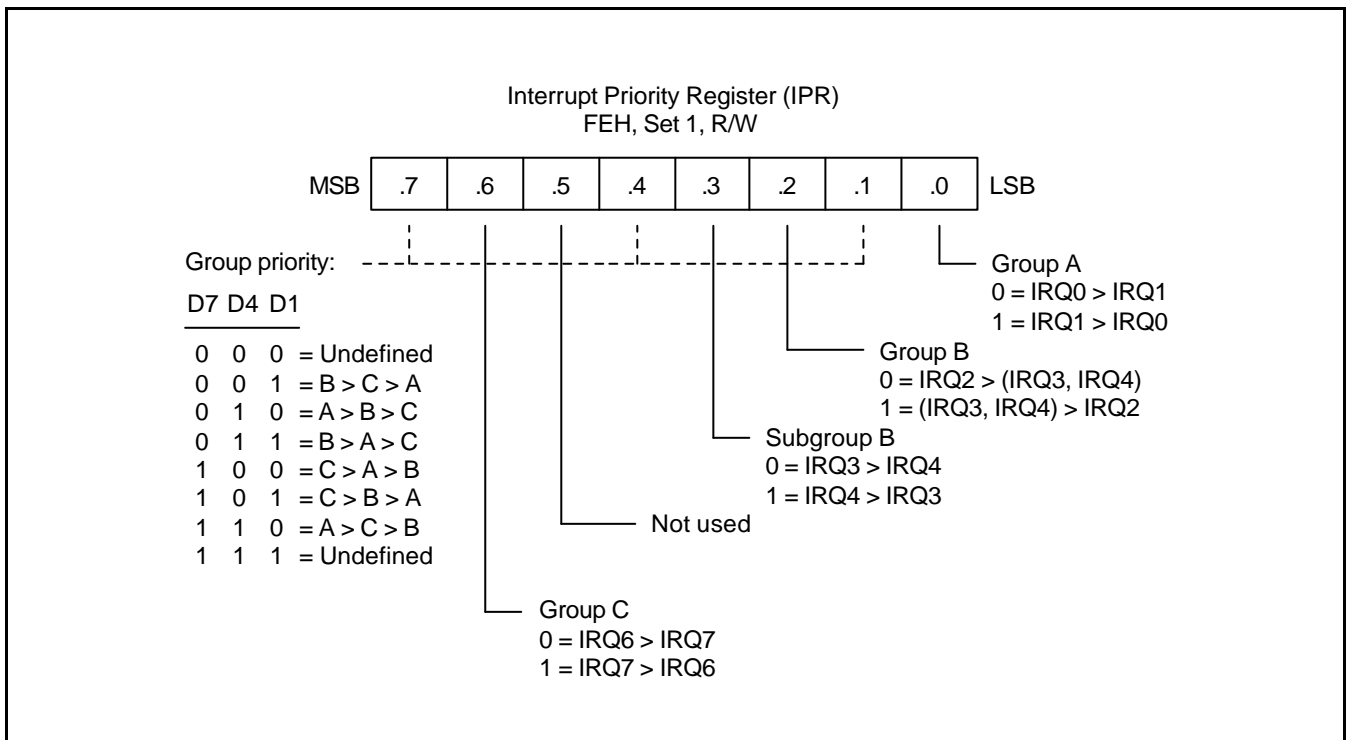 Interrupt Priority Register (IPR)
FEH, Set 1, R/W
MSB .7 .6 .5 .4 .3 .2 .1 .0 LSB
Group priority:
D7 D4 D1
0 0 0 = Undefined
0 0 1 = B > C > A
0 1 0 = A > B > C
0 1 1 = B > A > C
1 0 0 = C > A > B
1 0 1 = C > B > A
1 1 0 = A > C > B
1 1 1 = Undefined
Group A
0 = IRQ0 > IRQ1
1 = IRQ1 > IRQ0
Group B
0 = IRQ2 > (IRQ3, IRQ4)
1 = (IRQ3, IRQ4) > IRQ2
Subgroup B
0 = IRQ3 > IRQ4
1 = IRQ4 > IRQ3
Not used
Group C
0 = IRQ6 > IRQ7
1 = IRQ7 > IRQ6